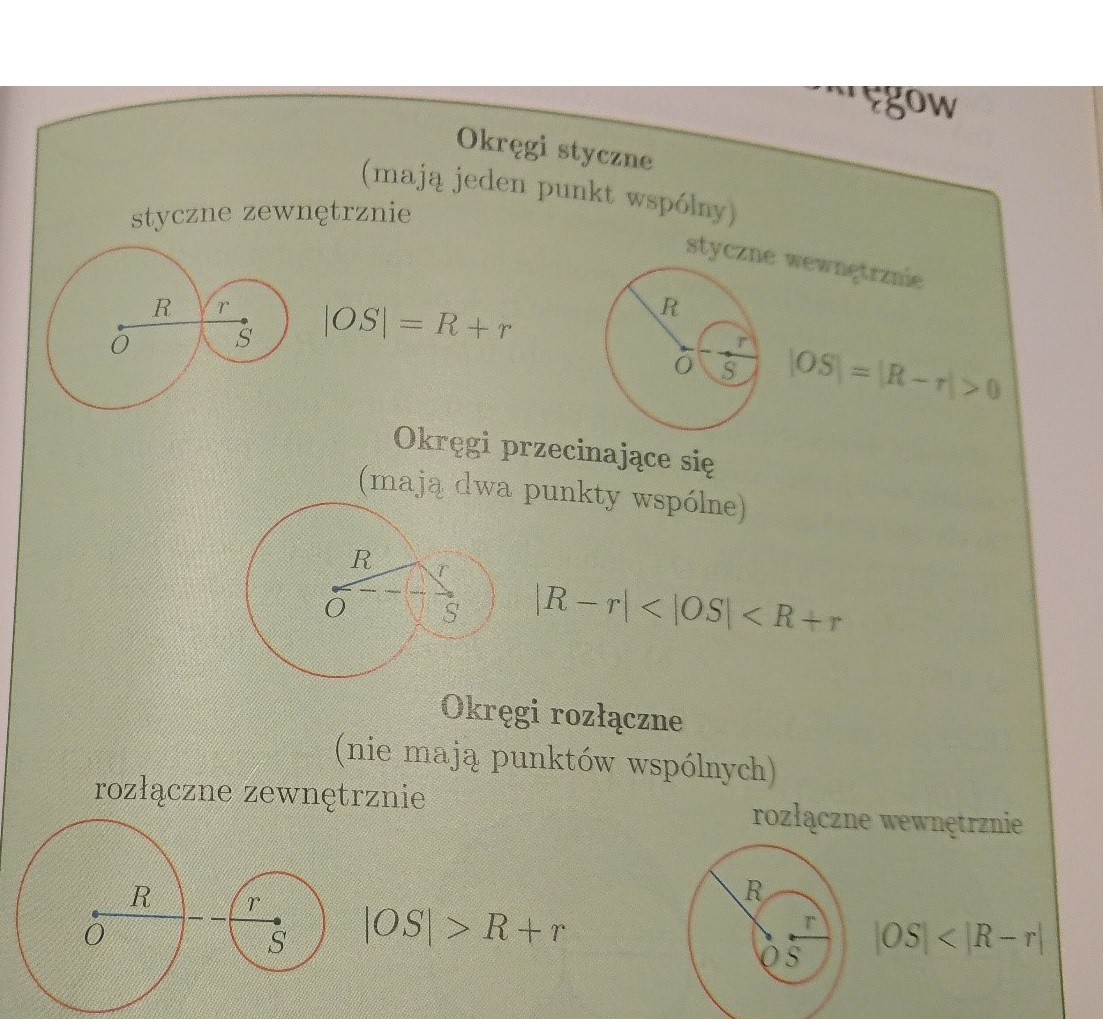 Okręgi styczne
(mają jeden punkt wspólny)
styczne zewnętrznie
styczne wewnętrznie
R
r
O
S
|OS| = R + r
R
r
O
S
|OS| = |R − r| > 0
Okręgi przecinające się
(mają dwa punkty wspólne)
R
r
O
S
|R − r| < |OS| < R + r
Okręgi rozłączne
(nie mają punktów wspólnych)
rozłączne zewnętrznie
rozłączne wewnętrznie
R
r
O
S
|OS| > R + r
R
r
O
S
|OS| < |R − r|